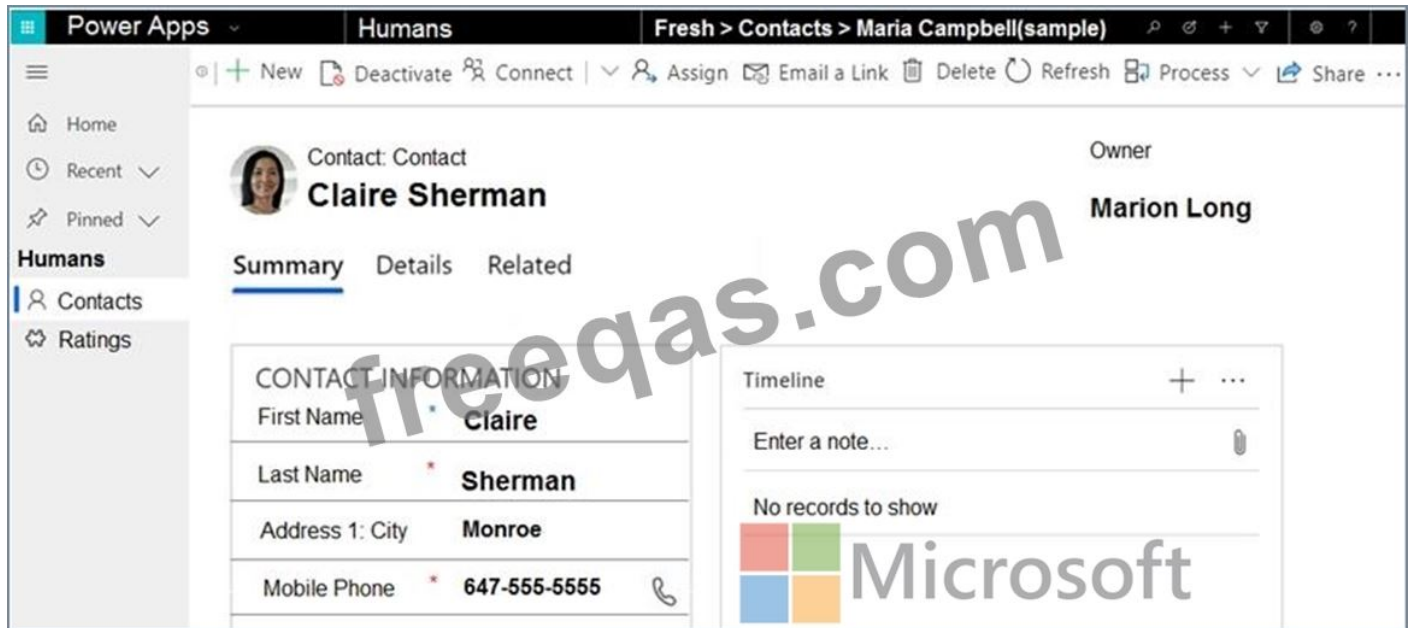 Power Apps Humans Fresh > Contacts > Maria Campbell(sample) ?
New Deactivate Connect Assign Email a Link Delete Refresh Process Share ...
Home
Recent
Pinned
Humans
Contacts
Ratings
Contact: Contact
Claire Sherman
Owner
Marion Long
Summary Details Related
CONTACT INFORMATION
First Name * Claire
Last Name * Sherman
Address 1: City Monroe
Mobile Phone * 647-555-5555
Timeline
Enter a note...
No records to show
freeqas.com
Microsoft